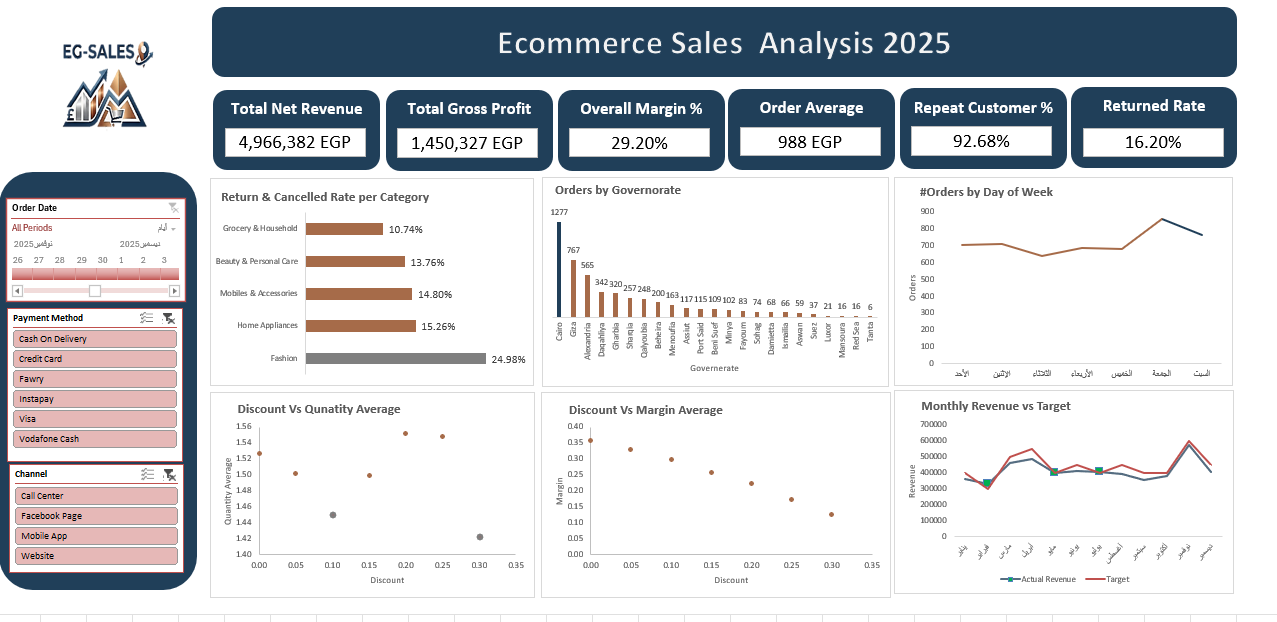 EG-SALES
Ecommerce Sales  Analysis 2025
Total Net Revenue
4,966,382 EGP
Total Gross Profit
1,450,327 EGP
Overall Margin %
29.20%
Order Average
988 EGP
Repeat Customer %
92.68%
Returned Rate
16.20%
Order Date
All Periods
أيام
نوفمبر 2025
ديسمبر 2025
26 27 28 29 30 1 2 3
Payment Method
Cash On Delivery
Credit Card
Fawry
Instapay
Visa
Vodafone Cash
Channel
Call Center
Facebook Page
Mobile App
Website
Return & Cancelled Rate per Category
Grocery & Household 10.74%
Beauty & Personal Care 13.76%
Mobiles & Accessories 14.80%
Home Appliances 15.26%
Fashion 24.98%
Orders by Governorate
1277 767 565 342 320 257 248 200 163 117 115 109 102 83 74 68 66 59 37 21 16 16 6
Cairo
Giza
Alexandria
Daqahliya
Gharbia
Sharqia
Qalyoubia
Beheira
Menoufia
Assiut
Port Said
Beni Suef
Minya
Fayoum
Sohag
Damietta
Ismailia
Aswan
Suez
Luxor
Mansoura
Red Sea
Tanta
Governerate
#Orders by Day of Week
900
800
700
600
500
400
300
200
100
0
Orders
الأحد الإثنين الثلاثاء الأربعاء الخميس الجمعة السبت
Discount Vs Qunatity Average
1.56
1.54
1.52
1.50
1.48
1.46
1.44
1.42
1.40
Quantity Average
0.00 0.05 0.10 0.15 0.20 0.25 0.30 0.35
Discount
Discount Vs Margin Average
0.40
0.35
0.30
0.25
0.20
0.15
0.10
0.05
0.00
Margin
0.00 0.05 0.10 0.15 0.20 0.25 0.30 0.35
Discount
Monthly Revenue vs Target
700000
600000
500000
400000
300000
200000
100000
0
Revenue
يناير فبراير مارس أبريل مايو يونيو يوليو أغسطس سبتمبر أكتوبر نوفمبر ديسمبر
Actual Revenue Target